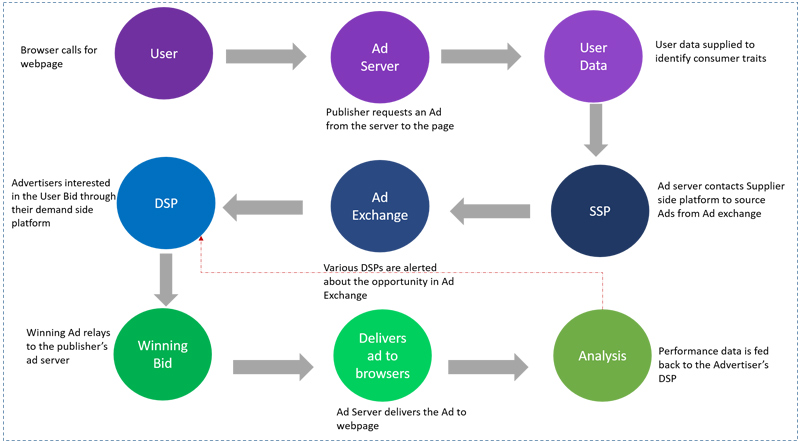 Browser calls for
webpage
User
Ad
Server
User
Data
User data supplied to
identify consumer traits
Publisher requests an Ad
from the server to the page
Advertisers interested
in the User Bid through
their demand side
platform
DSP
Ad
Exchange
SSP
Ad server contacts Supplier
side platform to source
Ads from Ad exchange
Various DSPs are alerted
about the opportunity in Ad
Exchange
Winning Ad relays
to the publisher's
ad server
Winning
Bid
Delivers
ad to
browsers
Analysis
Performance data is fed
back to the Advertiser's
DSP
Ad Server delivers the Ad to
webpage